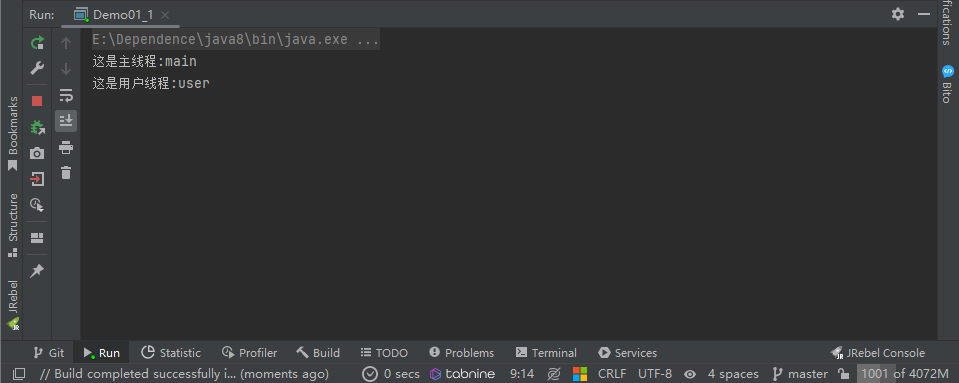 Run: Demo01_1
E:\Dependence\java8\bin\java.exe ...
这是主线程:main
这是用户线程:user
Bookmarks
Structure
JRebel
JR
fications
Bito
Git Run Statistic Profiler Build TODO Problems Terminal Services JRebel Console
// Build completed successfully i... (moments ago) 0 secs tabnine 9:14 CRLF UTF-8 4 spaces master 1001 of 4072M